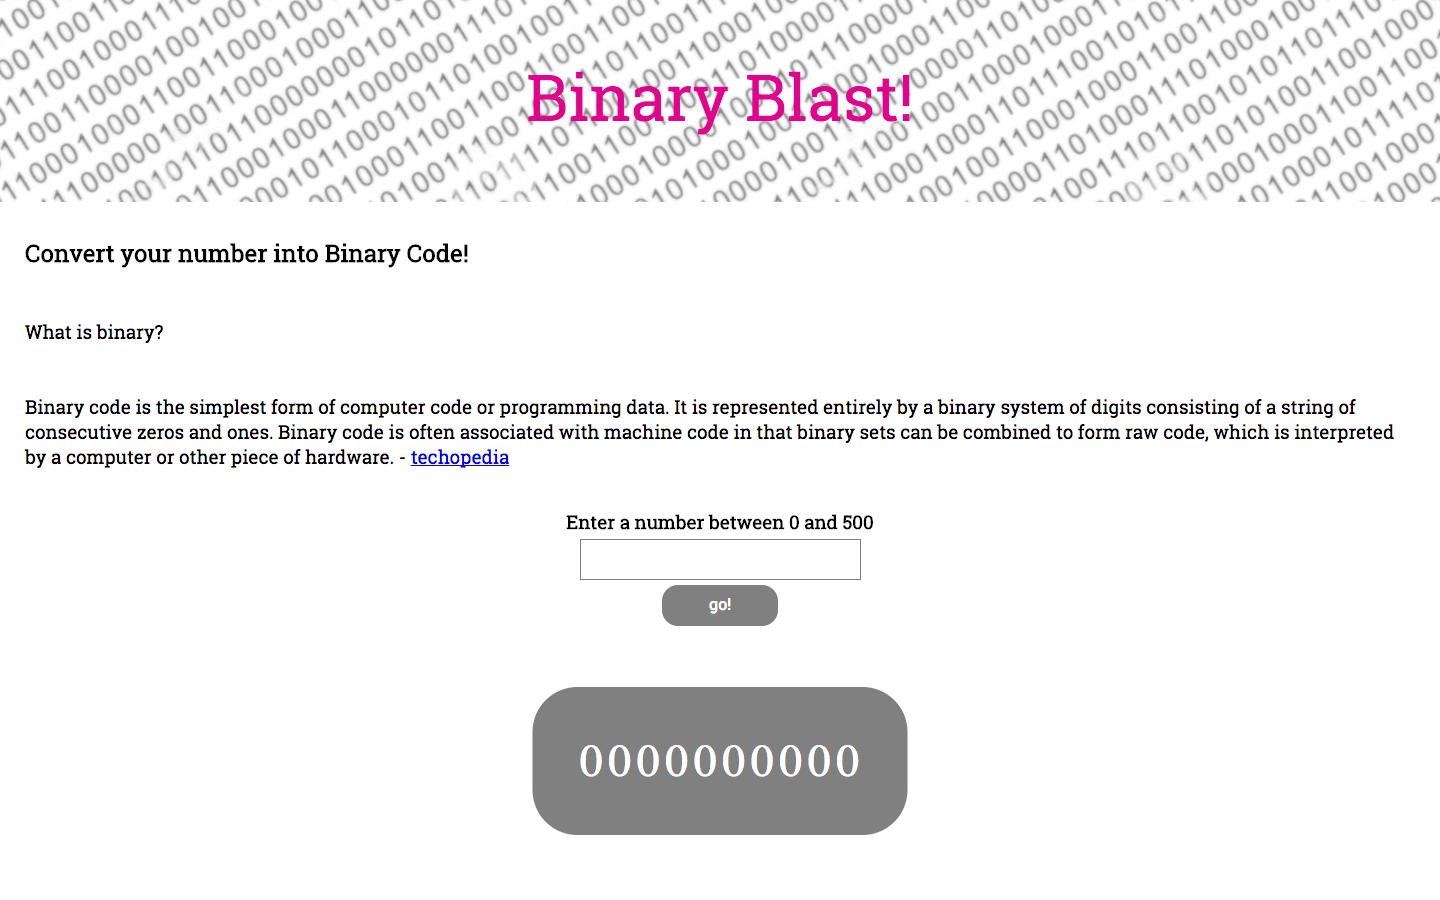 Binary Blast!
Convert your number into Binary Code!
What is binary?
Binary code is the simplest form of computer code or programming data. It is represented entirely by a binary system of digits consisting of a string of
consecutive zeros and ones. Binary code is often associated with machine code in that binary sets can be combined to form raw code, which is interpreted
by a computer or other piece of hardware. - techopedia
Enter a number between 0 and 500
go!
0000000000